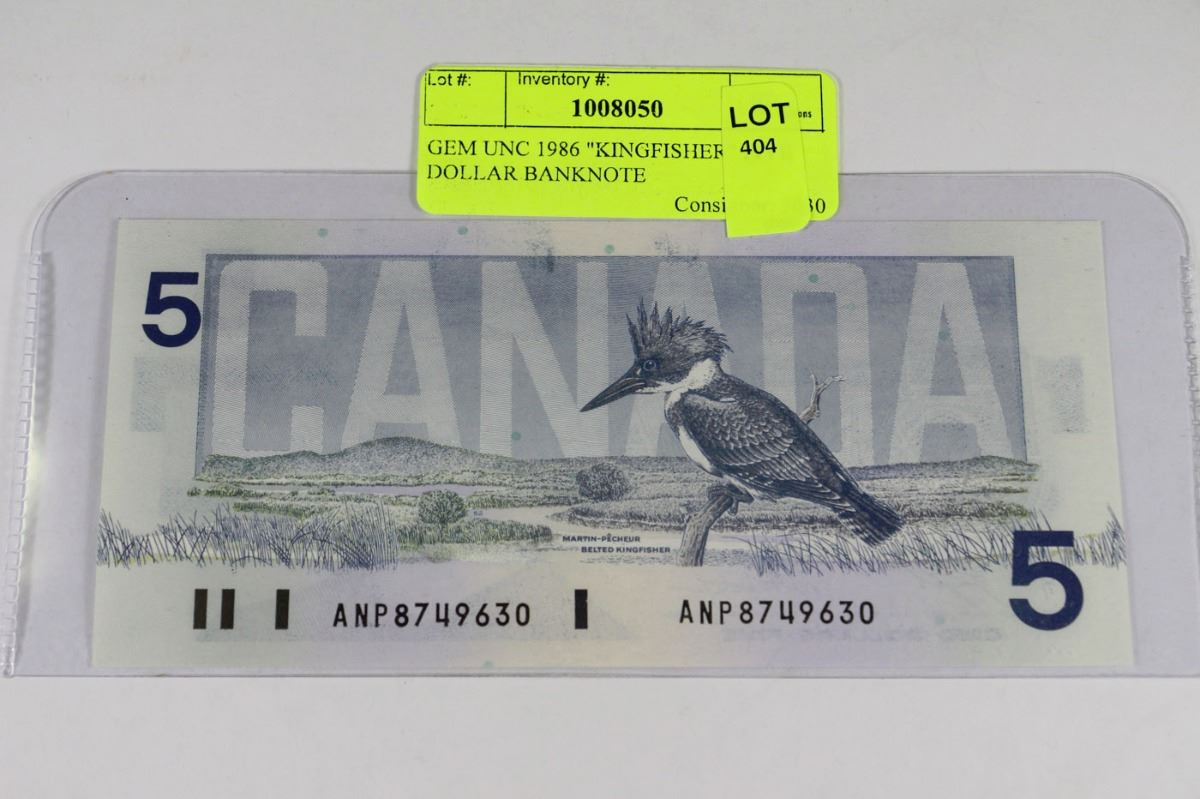 Lot #: Inventory #:
1008050
LOT
404
GEM UNC 1986 "KINGFISHER
DOLLAR BANKNOTE
5
CANADA
MARTIN-PÊCHEUR
BELTED KINGFISHER
5
ANP8749630 ANP8749630